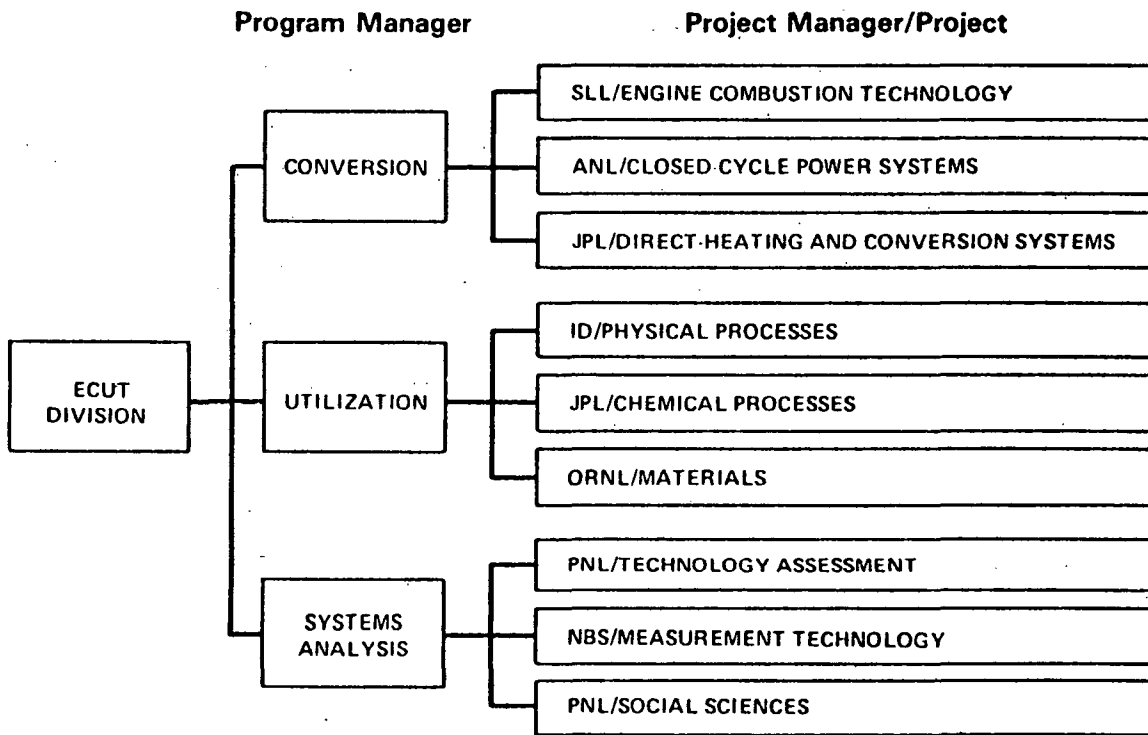 Program Manager
Project Manager/Project
SLL/ENGINE COMBUSTION TECHNOLOGY
CONVERSION
ANL/CLOSED-CYCLE POWER SYSTEMS
JPL/DIRECT-HEATING AND CONVERSION SYSTEMS
ID/PHYSICAL PROCESSES
ECUT
DIVISION
UTILIZATION
JPL/CHEMICAL PROCESSES
ORNL/MATERIALS
PNL/TECHNOLOGY ASSESSMENT
SYSTEMS
ANALYSIS
NBS/MEASUREMENT TECHNOLOGY
PNL/SOCIAL SCIENCES